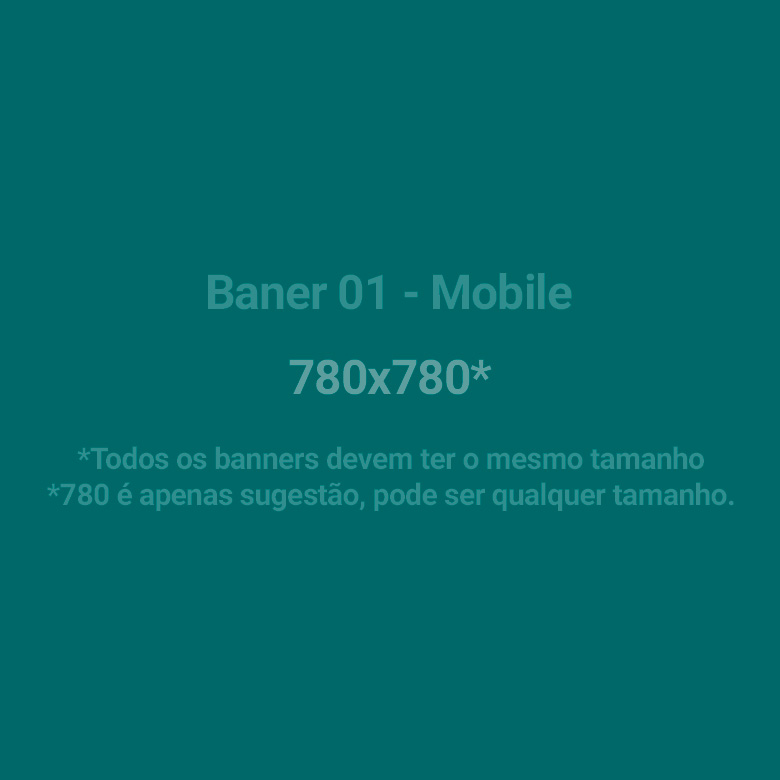 Baner 01 - Mobile
780x780*
*Todos os banners devem ter o mesmo tamanho
*780 é apenas sugestão, pode ser qualquer tamanho.